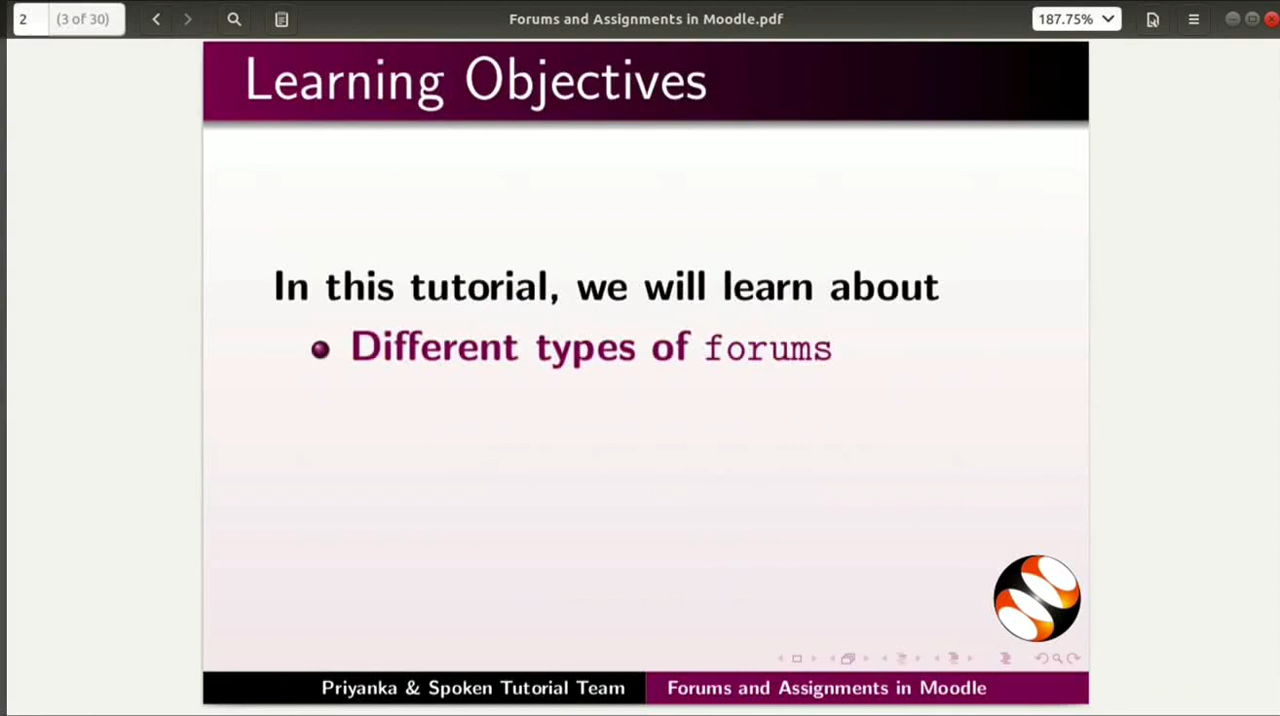 2 (3 of 30) Forums and Assignments in Moodle.pdf 187.75%
Learning Objectives
In this tutorial, we will learn about
Different types of forums
Priyanka & Spoken Tutorial Team Forums and Assignments in Moodle